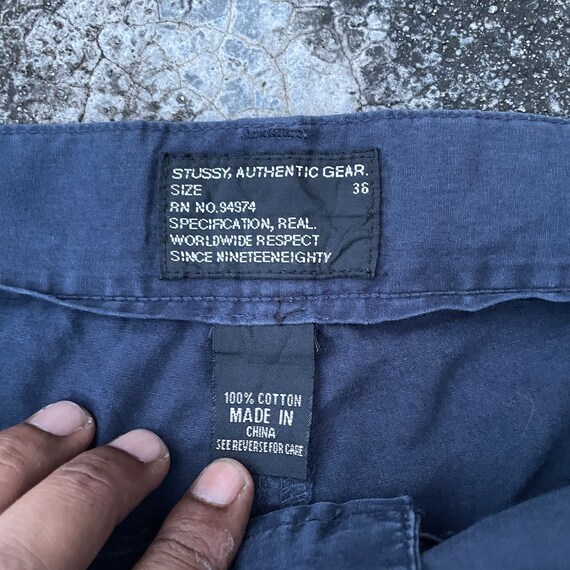 STUSSY, AUTHENTIC GEAR.
SIZE 36
RN NO.94974
SPECIFICATION, REAL.
WORLDWIDE RESPECT
SINCE NINETEENEIGHTY
100% COTTON
MADE IN
CHINA
SEE REVERSE FOR CARE